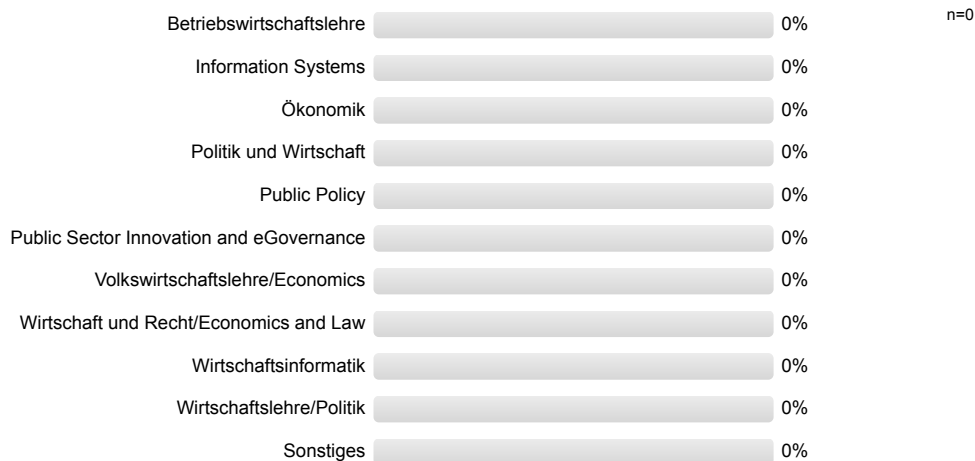 Betriebswirtschaftslehre 0% n=0
Information Systems 0%
Ökonomik 0%
Politik und Wirtschaft 0%
Public Policy 0%
Public Sector Innovation and eGovernance 0%
Volkswirtschaftslehre/Economics 0%
Wirtschaft und Recht/Economics and Law 0%
Wirtschaftsinformatik 0%
Wirtschaftslehre/Politik 0%
Sonstiges 0%